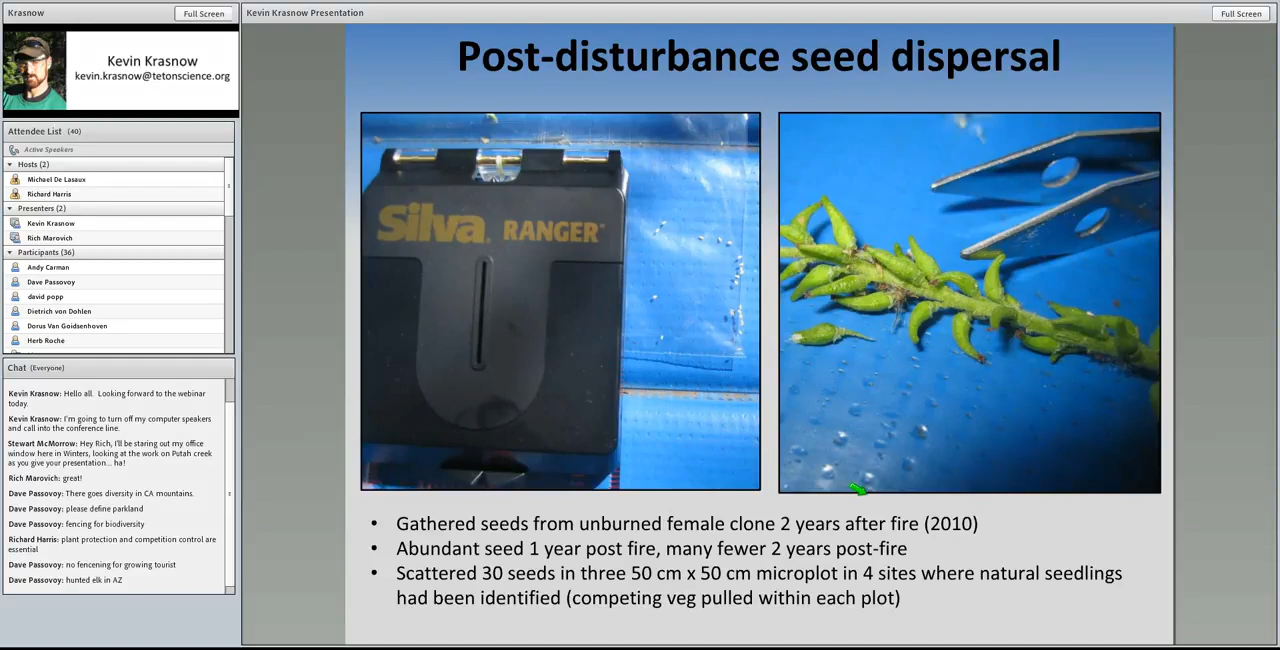 Krasnow
Full Screen
Kevin Krasnow
kevin.krasnow@tetonscience.org
Attendee List (40)
Active Speakers
Hosts (2)
Michael De Lasaux
Richard Harris
Presenters (2)
Kevin Krasnow
Rich Marovich
Participants (36)
Andy Carman
Dave Passovoy
david popp
Dietrich von Dohlen
Dorus Van Goidsenhoven
Herb Roche
Chat (Everyone)
Kevin Krasnow: Hello all. Looking forward to the webinar
today.
Kevin Krasnow: I'm going to turn off my computer speakers
and call into the conference line.
Stewart McMorrow: Hey Rich, I'll be staring out my office
window here in Winters, looking at the work on Putah creek
as you give your presentation... ha!
Rich Marovich: great!
Dave Passovoy: There goes diversity in CA mountains.
Dave Passovoy: please define parkland
Dave Passovoy: fencing for biodiversity
Richard Harris: plant protection and competition control are
essential
Dave Passovoy: no fencening for growing tourist
Dave Passovoy: hunted elk in AZ
Kevin Krasnow Presentation
Full Screen
Post-disturbance seed dispersal
Silva RANGER
• Gathered seeds from unburned female clone 2 years after fire (2010)
• Abundant seed 1 year post fire, many fewer 2 years post-fire
• Scattered 30 seeds in three 50 cm x 50 cm microplot in 4 sites where natural seedlings
had been identified (competing veg pulled within each plot)